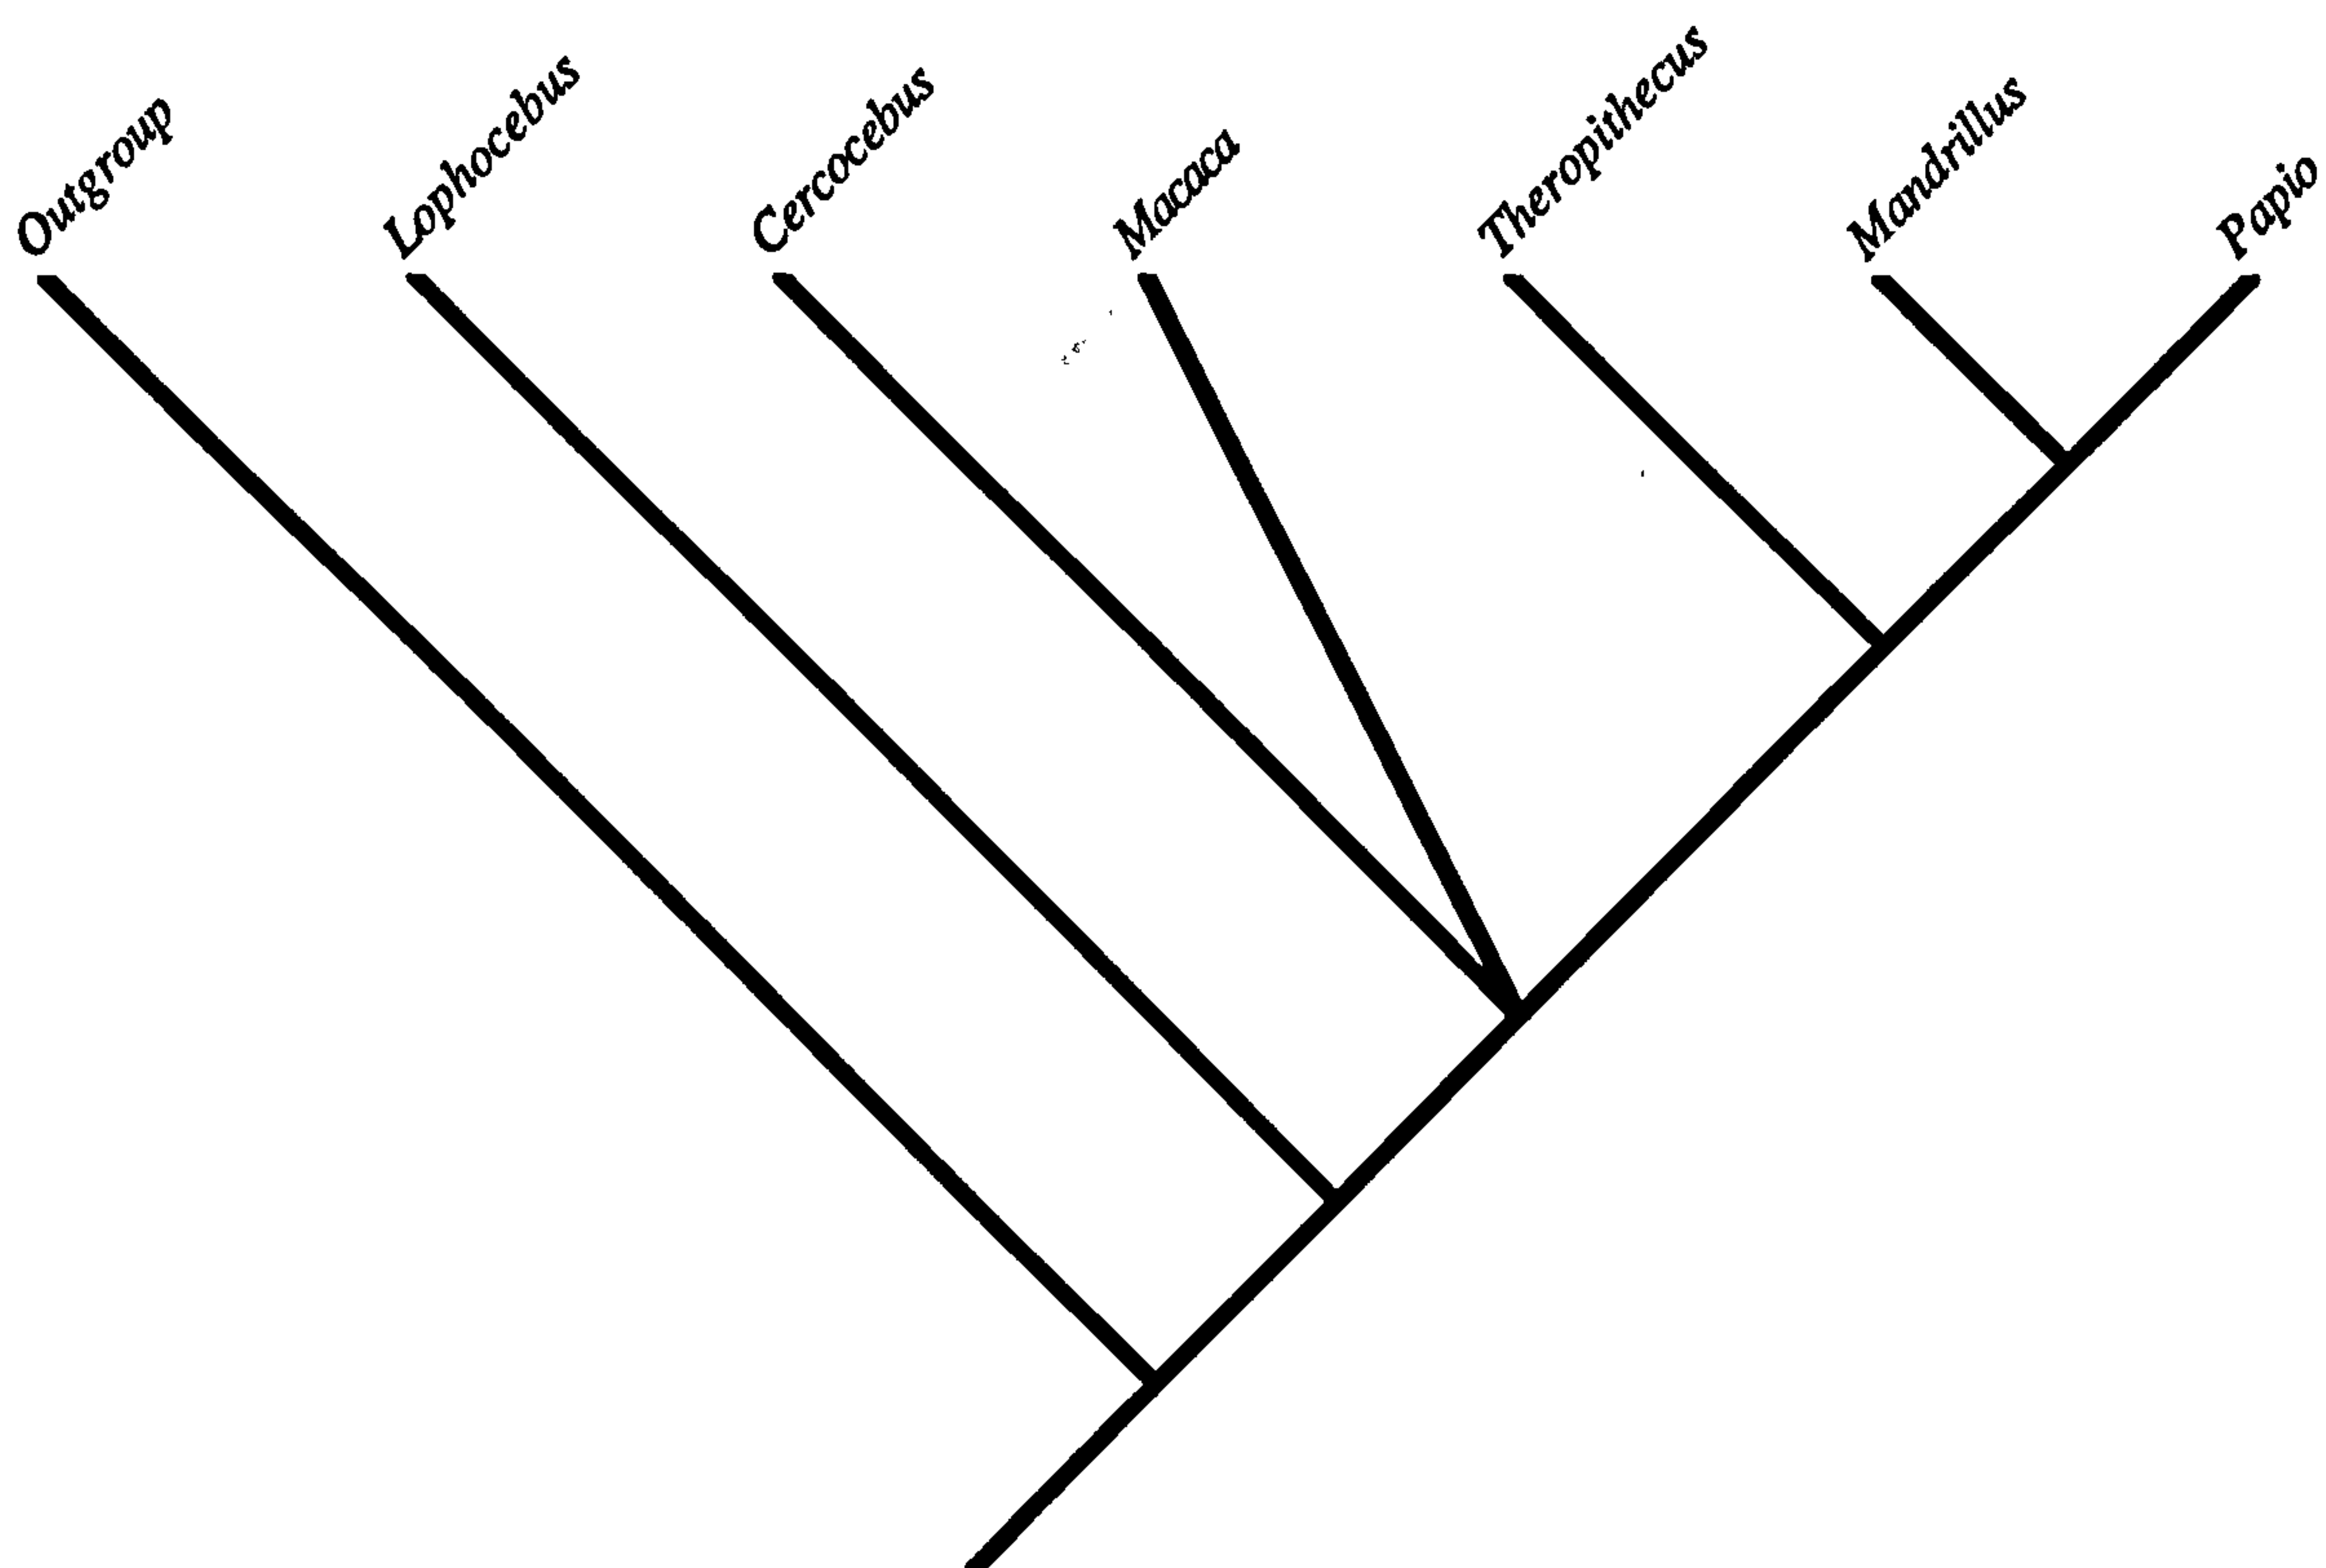 Outgroup
Lophocebus
Cercocebus
Macaca
Theropithecus
Mandrillus
Papio